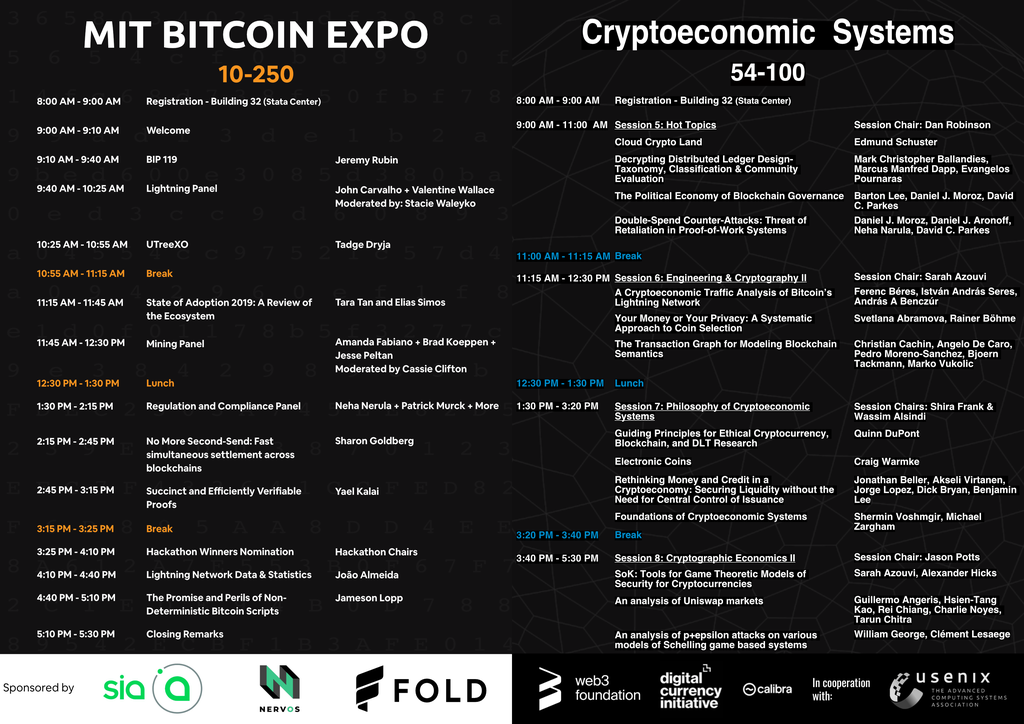 MIT BITCOIN EXPO
10-250
8:00 AM - 9:00 AM Registration - Building 32 (Stata Center)
9:00 AM - 9:10 AM Welcome
9:10 AM - 9:40 AM BIP 119 Jeremy Rubin
9:40 AM - 10:25 AM Lightning Panel John Carvalho + Valentine Wallace
Moderated by: Stacie Waleyko
10:25 AM - 10:55 AM UTreeXO Tadge Dryja
10:55 AM - 11:15 AM Break
11:15 AM - 11:45 AM State of Adoption 2019: A Review of Tara Tan and Elias Simos
the Ecosystem
11:45 AM - 12:30 PM Mining Panel Amanda Fabiano + Brad Koeppen +
Jesse Peltan
Moderated by Cassie Clifton
12:30 PM - 1:30 PM Lunch
1:30 PM - 2:15 PM Regulation and Compliance Panel Neha Nerula + Patrick Murck + More
2:15 PM - 2:45 PM No More Second-Send: Fast Sharon Goldberg
simultaneous settlement across
blockchains
2:45 PM - 3:15 PM Succinct and Efficiently Verifiable Yael Kalai
Proofs
3:15 PM - 3:25 PM Break
3:25 PM - 4:10 PM Hackathon Winners Nomination Hackathon Chairs
4:10 PM - 4:40 PM Lightning Network Data & Statistics João Almeida
4:40 PM - 5:10 PM The Promise and Perils of Non- Jameson Lopp
Deterministic Bitcoin Scripts
5:10 PM - 5:30 PM Closing Remarks
Sponsored by sia NERVOS FOLD
Cryptoeconomic Systems
54-100
8:00 AM - 9:00 AM Registration - Building 32 (Stata Center)
9:00 AM - 11:00 AM Session 5: Hot Topics Session Chair: Dan Robinson
Cloud Crypto Land Edmund Schuster
Decrypting Distributed Ledger Design- Mark Christopher Ballandies,
Taxonomy, Classification & Community Marcus Manfred Dapp, Evangelos
Evaluation Pournaras
The Political Economy of Blockchain Governance Barton Lee, Daniel J. Moroz, David
C. Parkes
Double-Spend Counter-Attacks: Threat of Daniel J. Moroz, Daniel J. Aronoff,
Retaliation in Proof-of-Work Systems Neha Narula, David C. Parkes
11:00 AM - 11:15 AM Break
11:15 AM - 12:30 PM Session 6: Engineering & Cryptography II Session Chair: Sarah Azouvi
A Cryptoeconomic Traffic Analysis of Bitcoin's Ferenc Béres, István András Seres,
Lightning Network András A Benczúr
Your Money or Your Privacy: A Systematic Svetlana Abramova, Rainer Böhme
Approach to Coin Selection
The Transaction Graph for Modeling Blockchain Christian Cachin, Angelo De Caro,
Semantics Pedro Moreno-Sanchez, Bjoern
Tackmann, Marko Vukolic
12:30 PM - 1:30 PM Lunch
1:30 PM - 3:20 PM Session 7: Philosophy of Cryptoeconomic Session Chairs: Shira Frank &
Systems Wassim Alsindi
Guiding Principles for Ethical Cryptocurrency, Quinn DuPont
Blockchain, and DLT Research
Electronic Coins Craig Warmke
Rethinking Money and Credit in a Jonathan Beller, Akseli Virtanen,
Cryptoeconomy: Securing Liquidity without the Jorge Lopez, Dick Bryan, Benjamin
Need for Central Control of Issuance Lee
Foundations of Cryptoeconomic Systems Shermin Voshmgir, Michael
Zargham
3:20 PM - 3:40 PM Break
3:40 PM - 5:30 PM Session 8: Cryptographic Economics II Session Chair: Jason Potts
SoK: Tools for Game Theoretic Models of Sarah Azouvi, Alexander Hicks
Security for Cryptocurrencies
An analysis of Uniswap markets Guillermo Angeris, Hsien-Tang
Kao, Rei Chiang, Charlie Noyes,
Tarun Chitra
An analysis of p+epsilon attacks on various William George, Clément Lesaege
models of Schelling game based systems
web3
foundation
digital
currency
initiative
calibra
In cooperation
with:
usenix
THE ADVANCED
COMPUTING SYSTEMS
ASSOCIATION